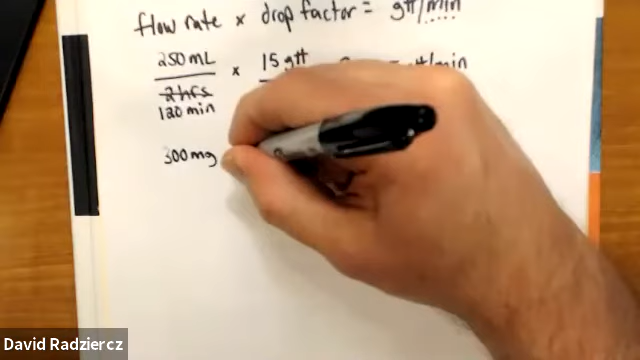 flow rate x drop factor = gtt/min
250 mL x 15 gtt
2 hrs
120 min
300 mg
David Radziercz